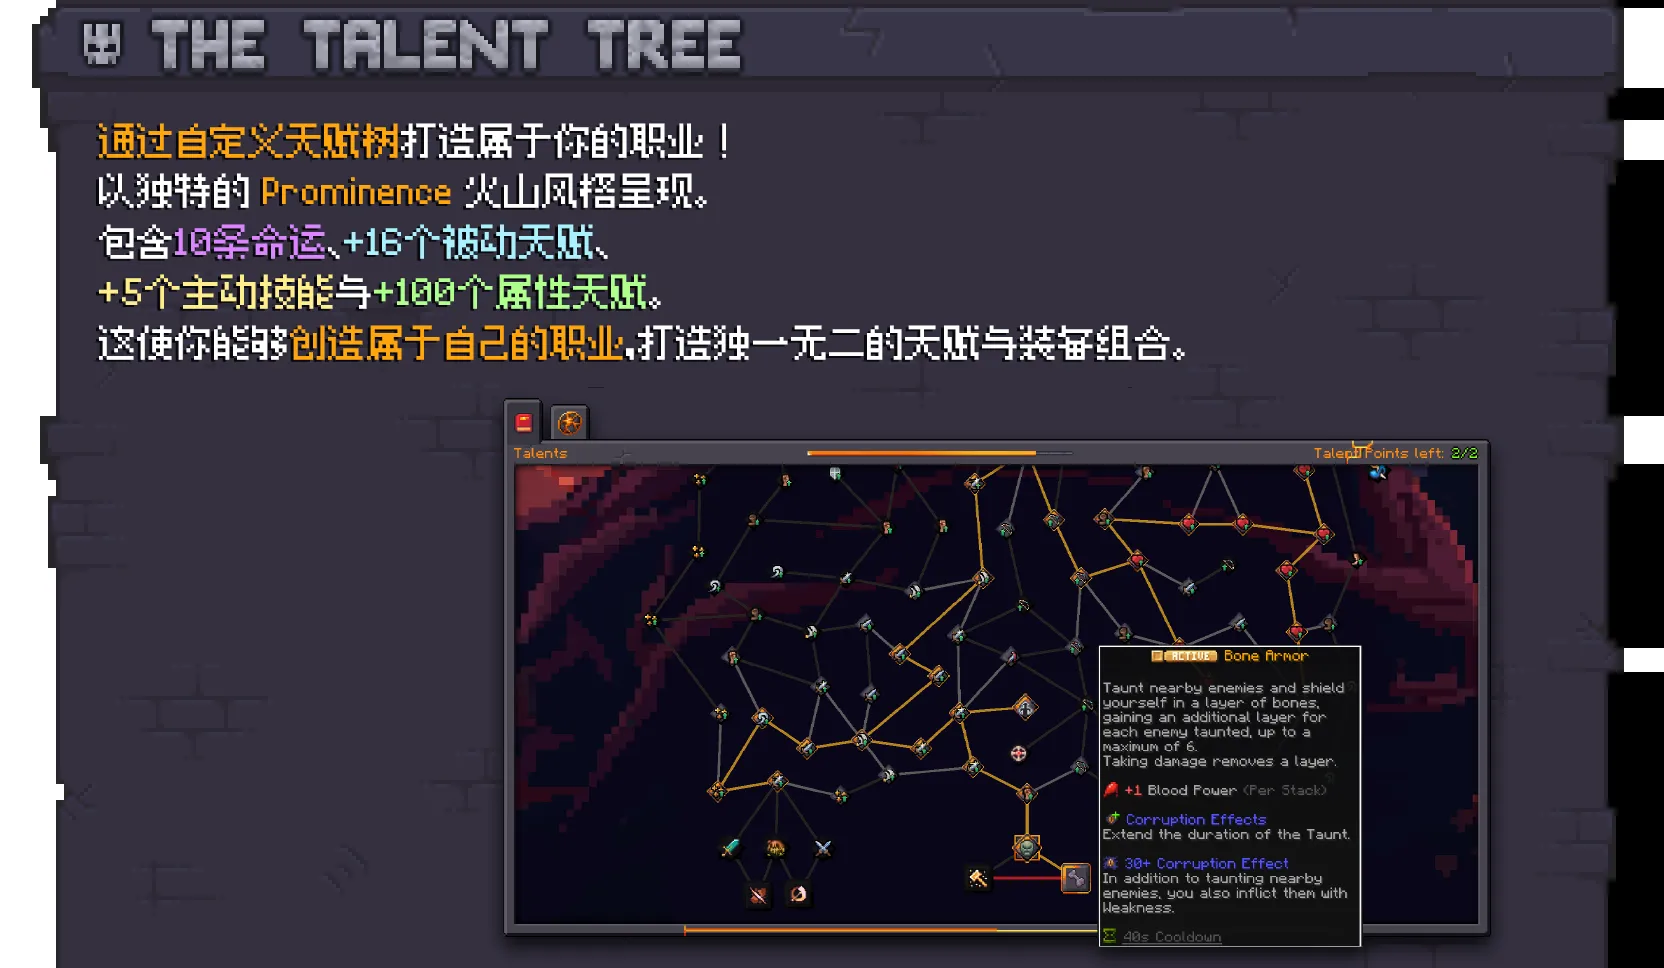 THE TALENT TREE
通过自定义天赋树打造属于你的职业！
以独特的 Prominence 火山风格呈现。
包含10条命运、+16个被动天赋、
+5个主动技能与+100个属性天赋。
这使你能够创造属于自己的职业,打造独一无二的天赋与装备组合。
Talents
Talent Points left: 2/2
ACTIVE Bone Armor
Taunt nearby enemies and shield
yourself in a layer of bones,
gaining an additional layer for
each enemy taunted, up to a
maximum of 6.
Taking damage removes a layer.
+1 Blood Power (Per Stack)
Corruption Effects
Extend the duration of the Taunt.
30+ Corruption Effect
In addition to taunting nearby
enemies, you also inflict them with
Weakness.
40s Cooldown